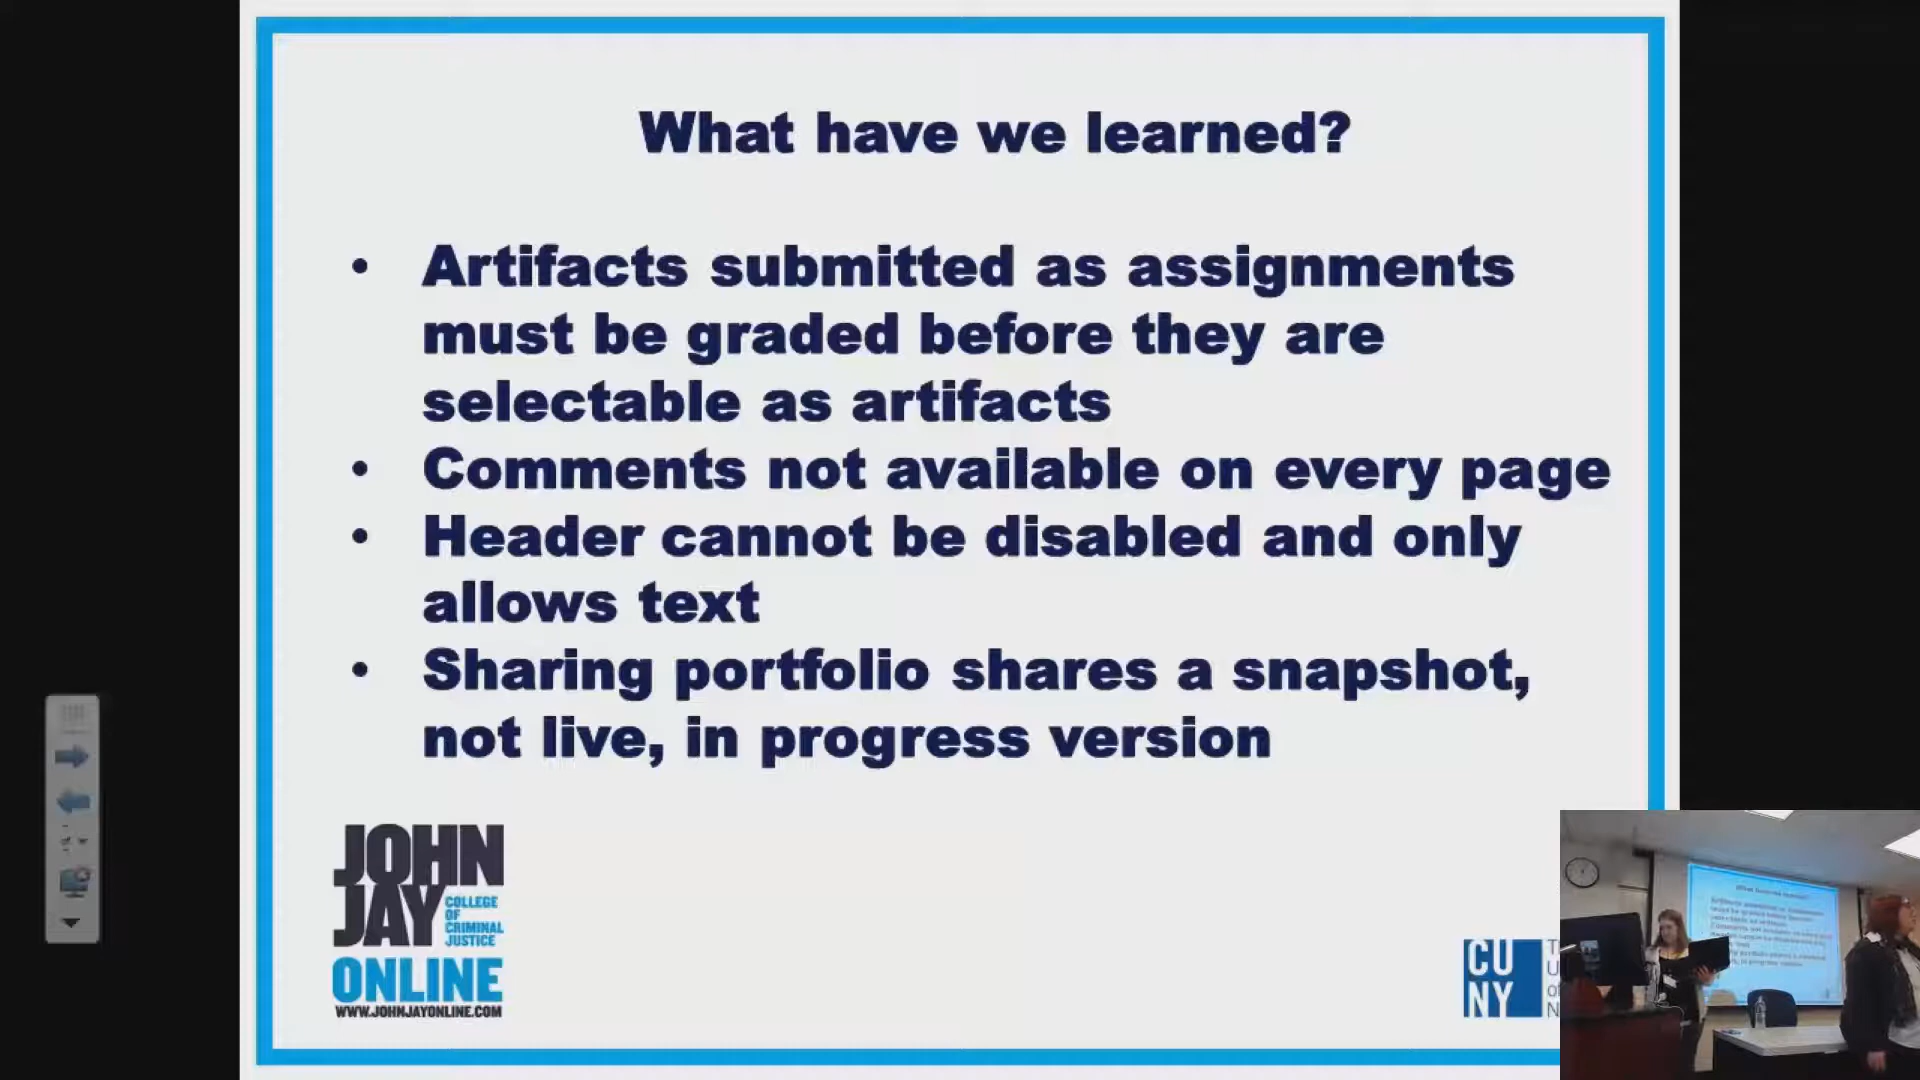 What have we learned?
• Artifacts submitted as assignments
must be graded before they are
selectable as artifacts
• Comments not available on every page
• Header cannot be disabled and only
allows text
• Sharing portfolio shares a snapshot,
not live, in progress version
JOHN
JAY
COLLEGE
OF
CRIMINAL
JUSTICE
ONLINE
WWW.JOHNJAYONLINE.COM
CU
NY